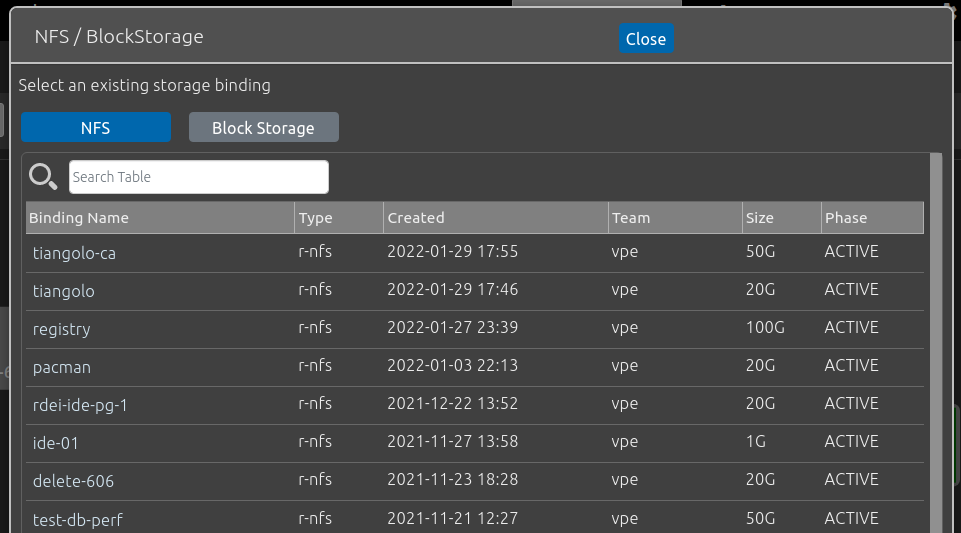 NFS / BlockStorage
Close
Select an existing storage binding
NFS Block Storage
Search Table
Binding Name Type Created Team Size Phase
tiangolo-ca r-nfs 2022-01-29 17:55 vpe 50G ACTIVE
tiangolo r-nfs 2022-01-29 17:46 vpe 20G ACTIVE
registry r-nfs 2022-01-27 23:39 vpe 100G ACTIVE
pacman r-nfs 2022-01-03 22:13 vpe 20G ACTIVE
rdei-ide-pg-1 r-nfs 2021-12-22 13:52 vpe 20G ACTIVE
ide-01 r-nfs 2021-11-27 13:58 vpe 1G ACTIVE
delete-606 r-nfs 2021-11-23 18:28 vpe 20G ACTIVE
test-db-perf r-nfs 2021-11-21 12:27 vpe 50G ACTIVE